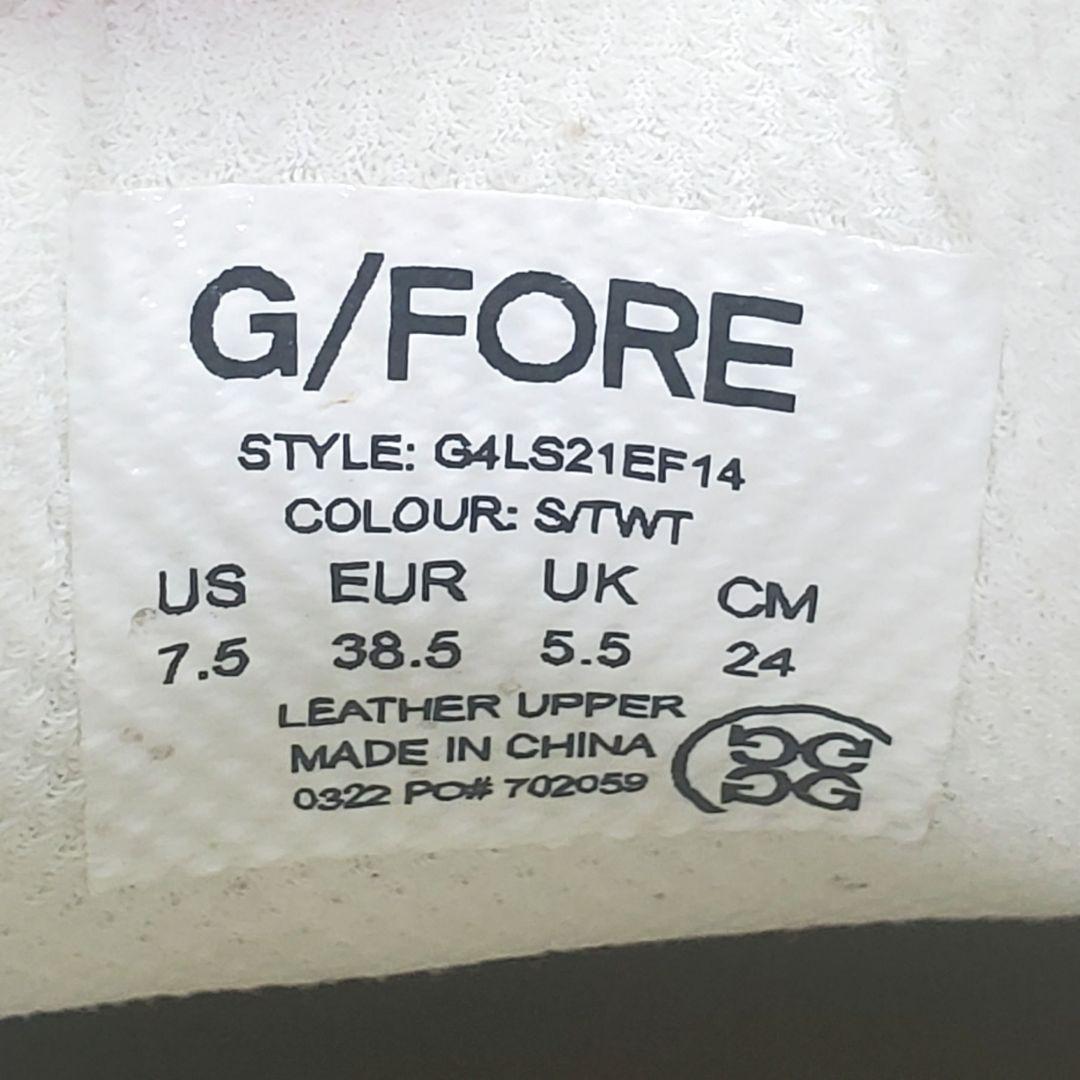 G/FORE
STYLE: G4LS21EF14
COLOUR: S/TWT
US EUR UK CM
7.5 38.5 5.5 24
LEATHER UPPER
MADE IN CHINA
0322 PO# 702059